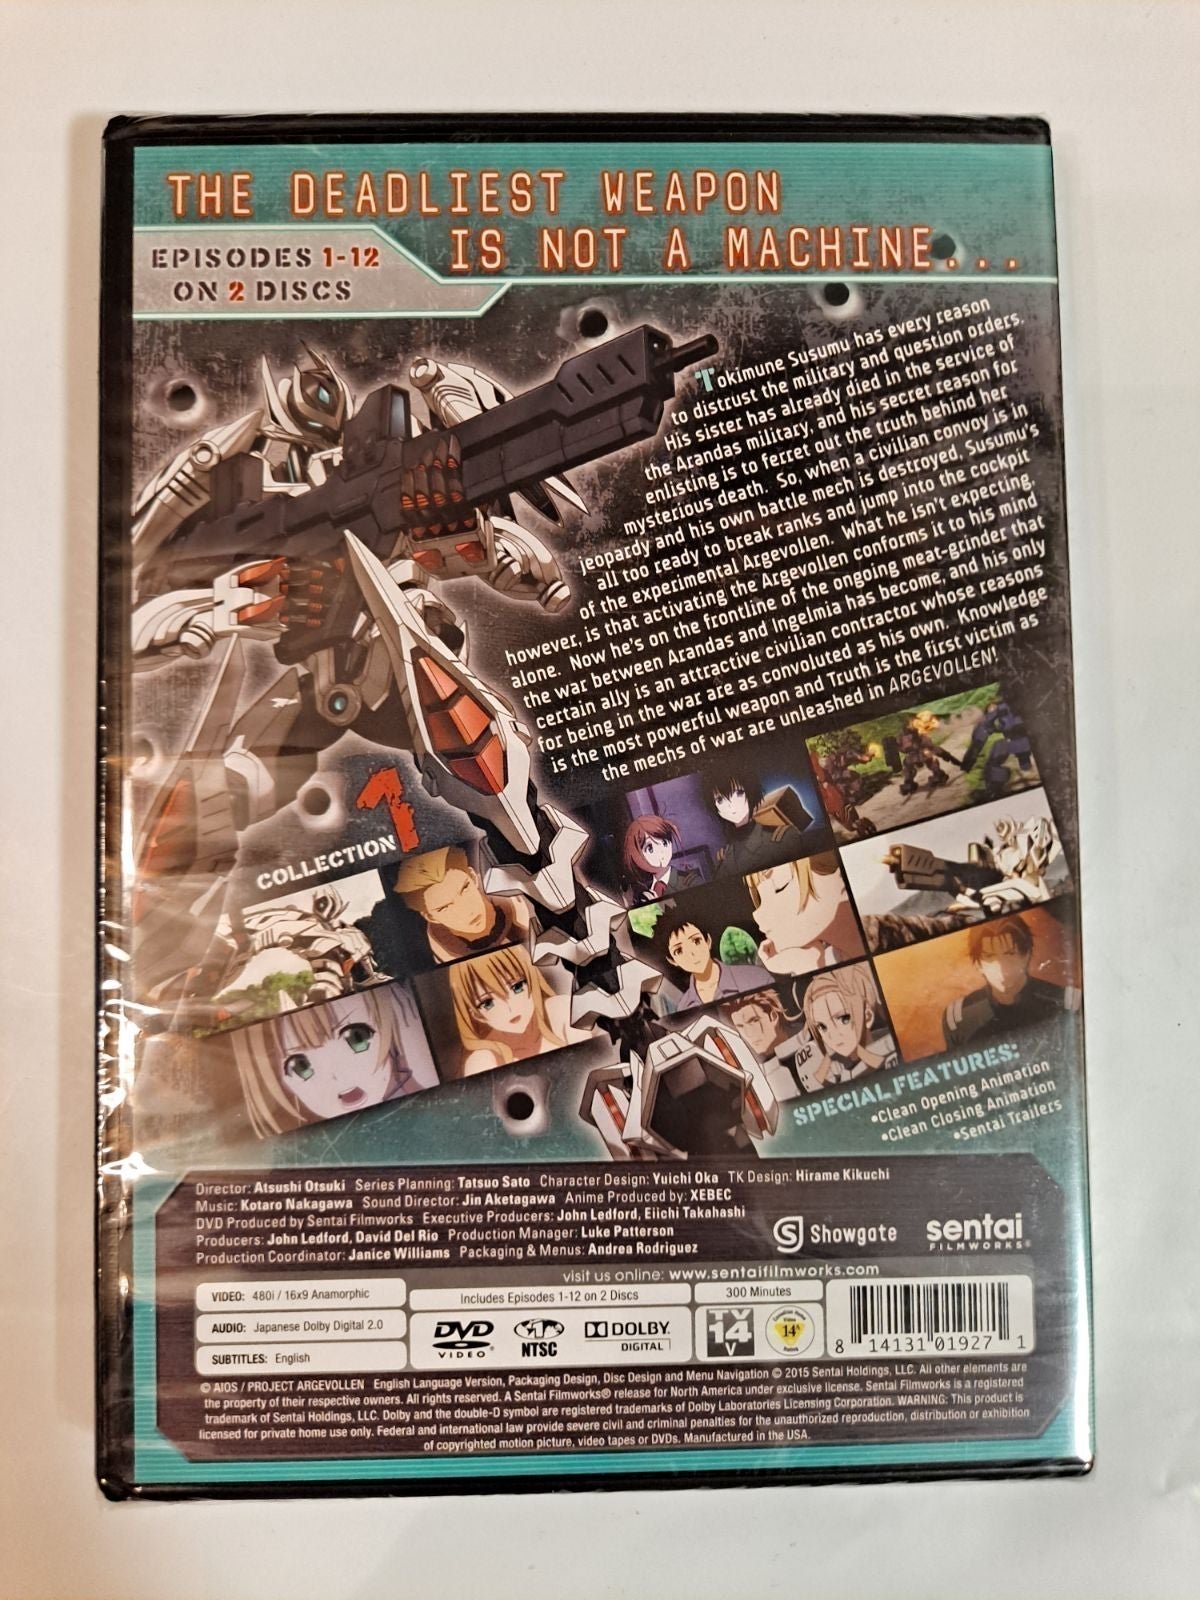 THE DEADLIEST WEAPON
IS NOT A MACHINE...
EPISODES 1-12
ON 2 DISCS
Tokimune Susumu has every reason
to distrust the military and question orders.
His sister has already died in the service of
the Arandas military, and his secret reason for
enlisting is to ferret out the truth behind her
mysterious death. So, when a civilian convoy is in
jeopardy and his own battle mech is destroyed, Susumu's
all too ready to break ranks and jump into the cockpit
of the experimental Argevollen. What he isn't expecting,
however, is that activating the Argevollen conforms it to his mind
alone. Now he's on the frontline of the ongoing meat-grinder that
the war between Arandas and Ingelmia has become, and his only
certain ally is an attractive civilian contractor whose reasons
for being in the war are as convoluted as his own. Knowledge
is the most powerful weapon and Truth is the first victim as
the mechs of war are unleashed in ARGEVOLLEN!
COLLECTION 1
002
SPECIAL FEATURES:
•Clean Opening Animation
•Clean Closing Animation
•Sentai Trailers
Director: Atsushi Otsuki Series Planning: Tatsuo Sato Character Design: Yuichi Oka TK Design: Hirame Kikuchi
Music: Kotaro Nakagawa Sound Director: Jin Aketagawa Anime Produced by: XEBEC
DVD Produced by Sentai Filmworks Executive Producers: John Ledford, Eiichi Takahashi
Producers: John Ledford, David Del Rio Production Manager: Luke Patterson
Production Coordinator: Janice Williams Packaging & Menus: Andrea Rodriguez
Showgate
sentai
FILMWORKS®
visit us online: www.sentaifilmworks.com
VIDEO: 480i / 16x9 Anamorphic
AUDIO: Japanese Dolby Digital 2.0
SUBTITLES: English
Includes Episodes 1-12 on 2 Discs
DVD
VIDEO
NTSC
DOLBY
DIGITAL
300 Minutes
TV
14
V
14A
8 14131 01927 1
© AIOS / PROJECT ARGEVOLLEN English Language Version, Packaging Design, Disc Design and Menu Navigation © 2015 Sentai Holdings, LLC. All other elements are
the property of their respective owners. All rights reserved. A Sentai Filmworks® release for North America under exclusive license. Sentai Filmworks is a registered
trademark of Sentai Holdings, LLC. Dolby and the double-D symbol are registered trademarks of Dolby Laboratories Licensing Corporation. WARNING: This product is
licensed for private home use only. Federal and international law provide severe civil and criminal penalties for the unauthorized reproduction, distribution or exhibition
of copyrighted motion picture, video tapes or DVDs. Manufactured in the USA.